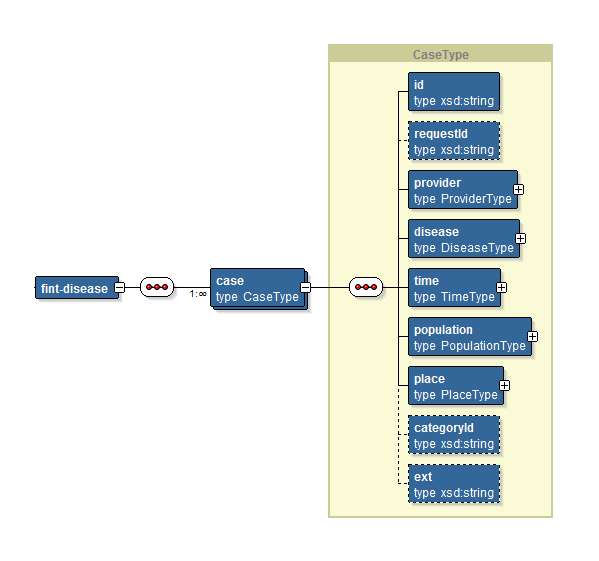 CaseType
id
type xsd:string
requestId
type xsd:string
provider
type ProviderType
disease
type DiseaseType
fint-disease
1:∞
case
type CaseType
time
type TimeType
population
type PopulationType
place
type PlaceType
categoryId
type xsd:string
ext
type xsd:string